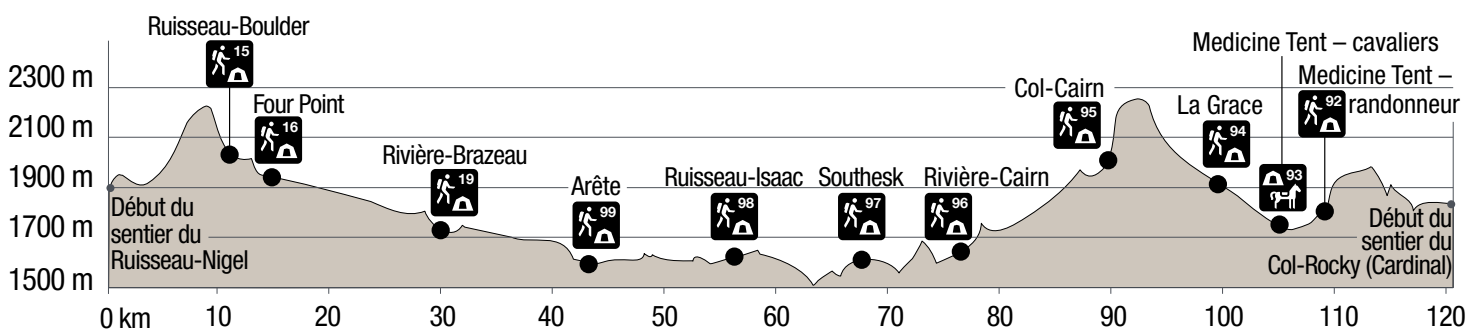 Ruisseau-Boulder
15
Four Point
16
Rivière-Brazeau
19
Arête
99
Ruisseau-Isaac
98
Southesk
97
Rivière-Cairn
96
Col-Cairn
95
La Grace
94
Medicine Tent – cavaliers
93
Medicine Tent –
randonneur
92
2300 m
2100 m
1900 m
1700 m
1500 m
Début du
sentier du
Ruisseau-Nigel
Début du
sentier du
Col-Rocky (Cardinal)
0 km 10 20 30 40 50 60 70 80 90 100 110 120